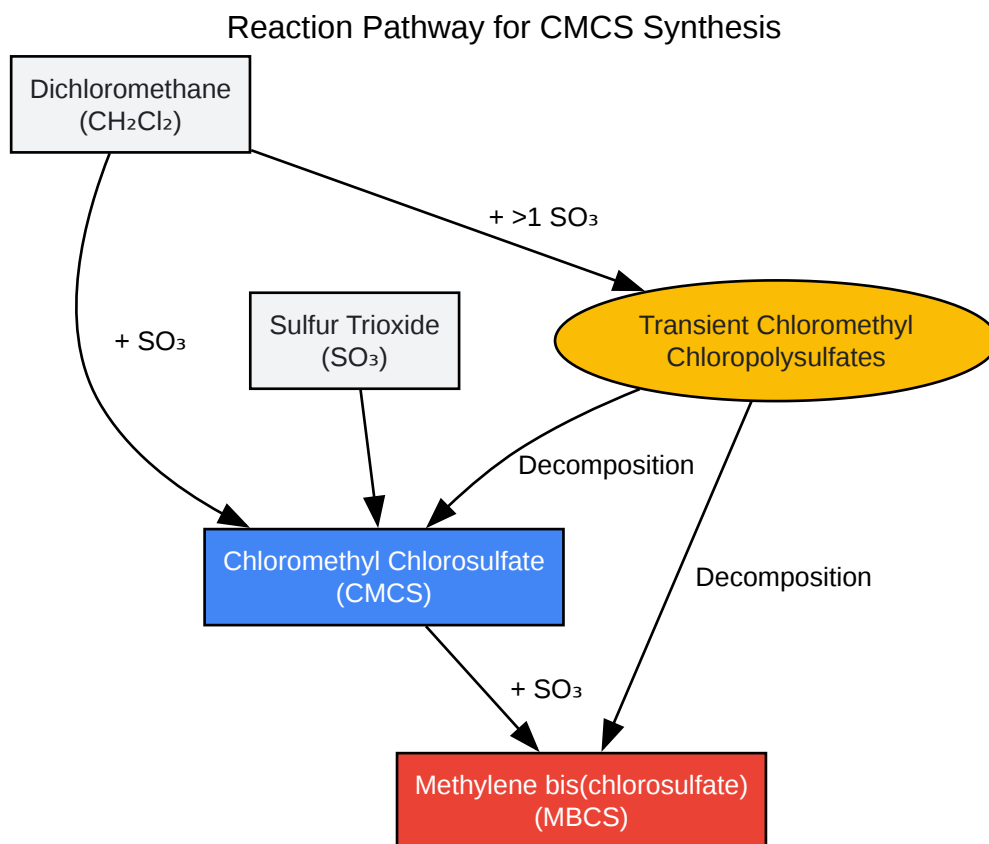 Reaction Pathway for CMCS Synthesis
Dichloromethane
(CH₂Cl₂)
+ >1 SO₃
Sulfur Trioxide
(SO₃)
Transient Chloromethyl
Chloropolysulfates
+ SO₃
Decomposition
Chloromethyl Chlorosulfate
(CMCS)
Decomposition
+ SO₃
Methylene bis(chlorosulfate)
(MBCS)